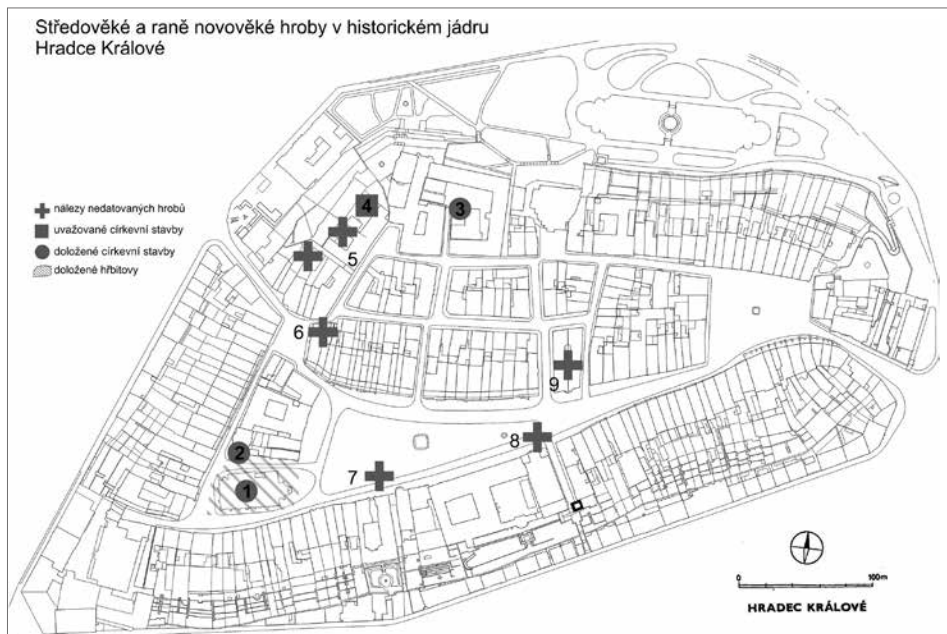 Středověké a raně novověké hroby v historickém jádru
Hradce Králové
nálezy nedatovaných hrobů
uvažované církevní stavby
doložené církevní stavby
doložené hřbitovy
4
3
5
6
9
8
2
7
1
0 100m
HRADEC KRÁLOVÉ